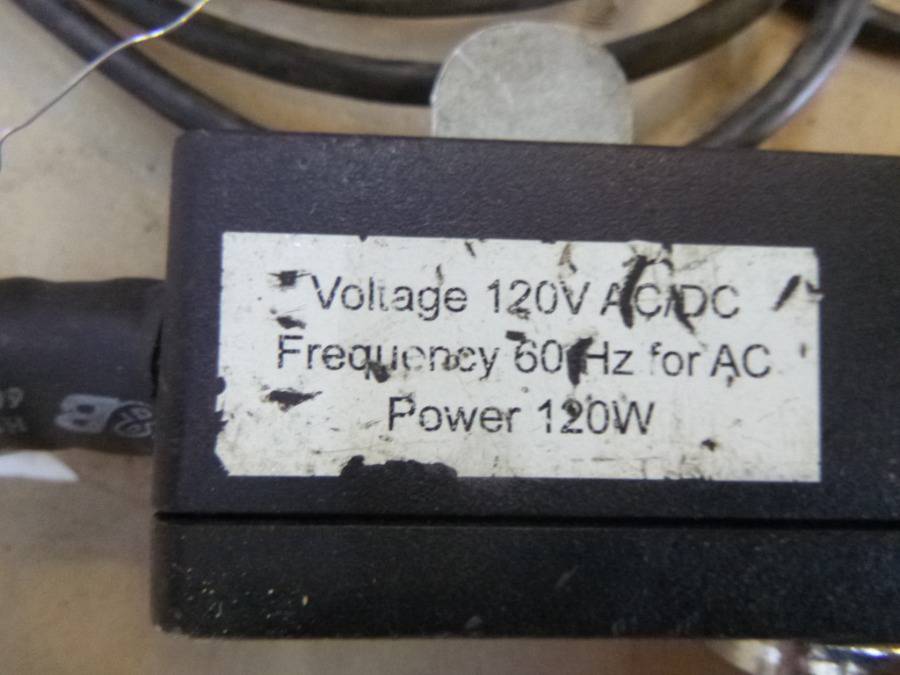 Voltage 120V AC/DC
Frequency 60 Hz for AC
Power 120W